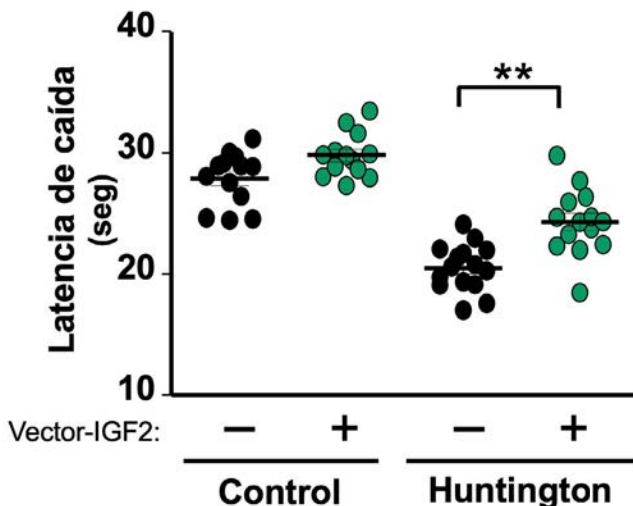 40
30
20
10
Latencia de caída
(seg)
**
Vector-IGF2: – + – +
Control Huntington